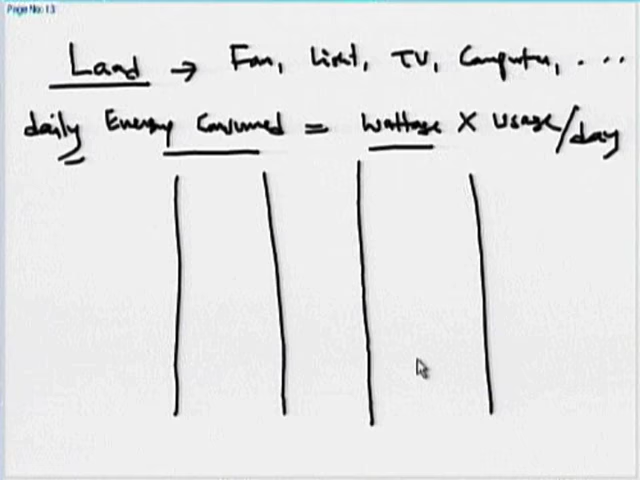 Page No: 13
Load → Fan, Light, TV, Computer, ....
daily Energy Consumed = Wattage X Usage/day